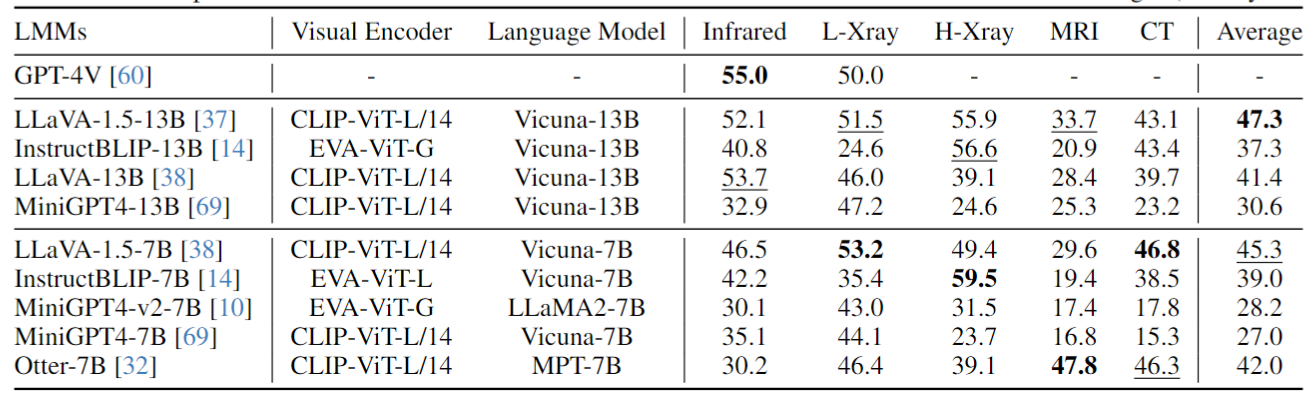 LMMs Visual Encoder Language Model Infrared L-Xray H-Xray MRI CT Average
GPT-4V [60] - - 55.0 50.0 - - - -
LLaVA-1.5-13B [37] CLIP-ViT-L/14 Vicuna-13B 52.1 51.5 55.9 33.7 43.1 47.3
InstructBLIP-13B [14] EVA-ViT-G Vicuna-13B 40.8 24.6 56.6 20.9 43.4 37.3
LLaVA-13B [38] CLIP-ViT-L/14 Vicuna-13B 53.7 46.0 39.1 28.4 39.7 41.4
MiniGPT4-13B [69] CLIP-ViT-L/14 Vicuna-13B 32.9 47.2 24.6 25.3 23.2 30.6
LLaVA-1.5-7B [38] CLIP-ViT-L/14 Vicuna-7B 46.5 53.2 49.4 29.6 46.8 45.3
InstructBLIP-7B [14] EVA-ViT-L Vicuna-7B 42.2 35.4 59.5 19.4 38.5 39.0
MiniGPT4-v2-7B [10] EVA-ViT-G LLaMA2-7B 30.1 43.0 31.5 17.4 17.8 28.2
MiniGPT4-7B [69] CLIP-ViT-L/14 Vicuna-7B 35.1 44.1 23.7 16.8 15.3 27.0
Otter-7B [32] CLIP-ViT-L/14 MPT-7B 30.2 46.4 39.1 47.8 46.3 42.0